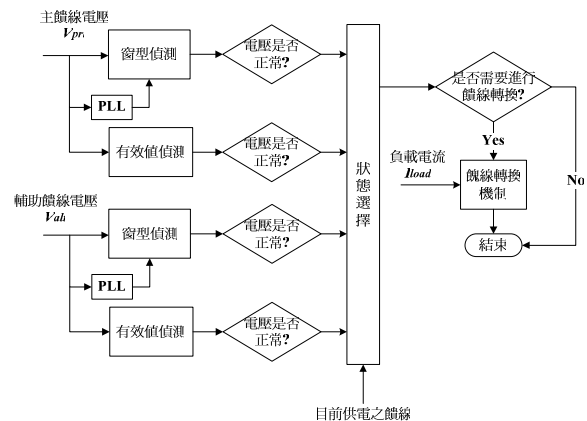 主饋線電壓
Vpri
窗型偵測
電壓是否
正常?
PLL
有效值偵測
電壓是否
正常?
輔助饋線電壓
Valt
窗型偵測
電壓是否
正常?
PLL
有效值偵測
電壓是否
正常?
狀態選擇
目前供電之饋線
是否需要進行
饋線轉換?
Yes
No
負載電流
Iload
饋線轉換
機制
結束